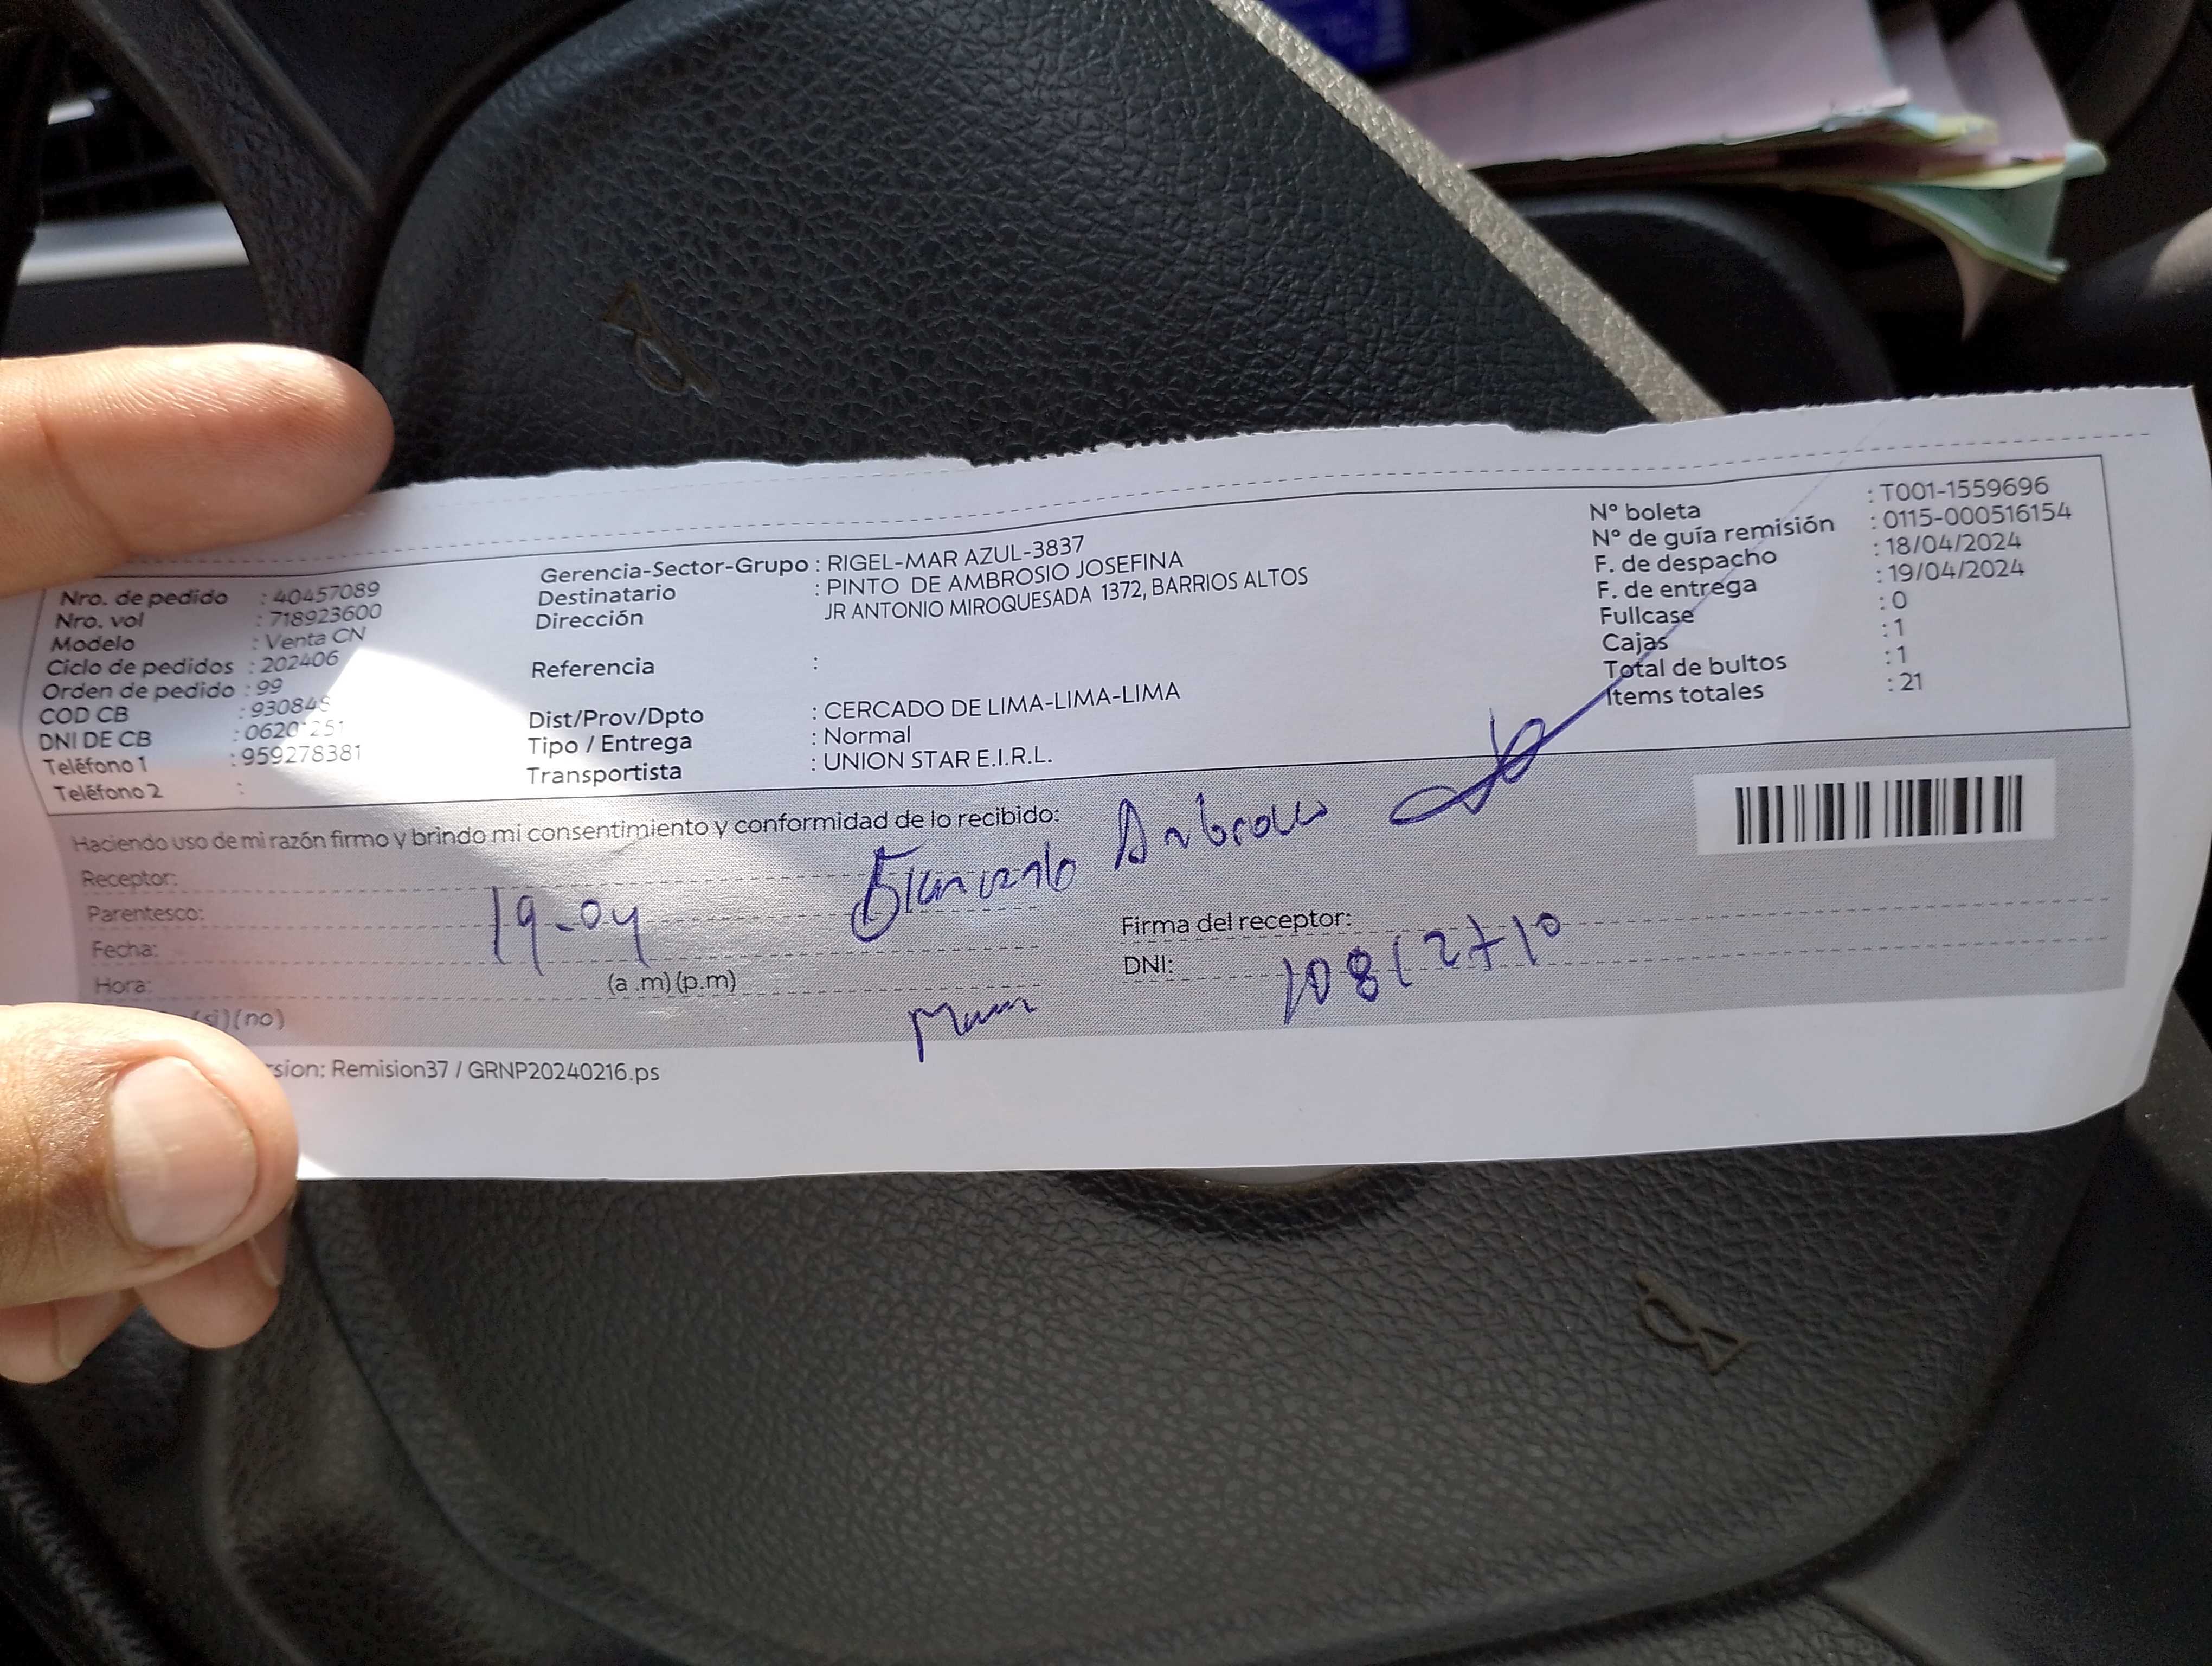 Nro. de pedido : 40457089
Nro. vol : 718923600
Modelo : Venta CN
Ciclo de pedidos : 202406
Orden de pedido : 99
COD CB
DNI DE CB
Teléfono 1 : 959278381
Teléfono 2 :
Gerencia-Sector-Grupo : RIGEL-MAR AZUL-3837
Destinatario : PINTO DE AMBROSIO JOSEFINA
Dirección JR ANTONIO MIROQUESADA 1372, BARRIOS ALTOS
Referencia :
Dist/Prov/Dpto : CERCADO DE LIMA-LIMA-LIMA
Tipo / Entrega : Normal
Transportista : UNION STAR E.I.R.L.
N° boleta : T001-1559696
N° de guía remisión : 0115-000516154
F. de despacho : 18/04/2024
F. de entrega : 19/04/2024
Fullcase : 0
Cajas : 1
Total de bultos : 1
Items totales : 21
Haciendo uso de mi razón firmo y brindo mi consentimiento y conformidad de lo recibido:
Receptor:
Parentesco:
Fecha: 19-04
Hora: (a .m)(p.m)
(si)(no)
Firma del receptor:
DNI:
rsion: Remision37 / GRNP20240216.ps